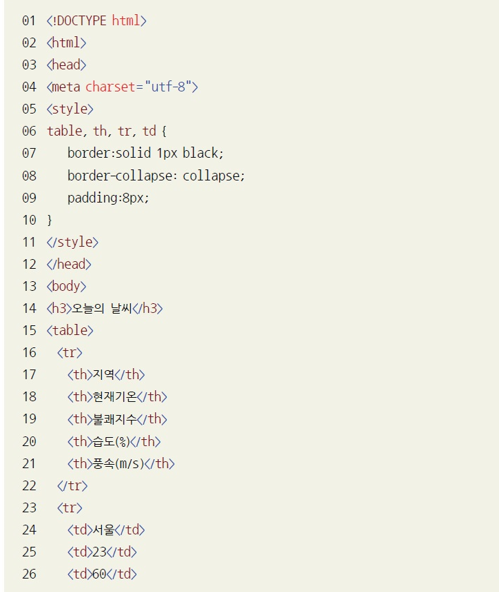 01 <!DOCTYPE html>
02 <html>
03 <head>
04 <meta charset="utf-8">
05 <style>
06 table, th, tr, td {
07 border:solid 1px black;
08 border-collapse: collapse;
09 padding:8px;
10 }
11 </style>
12 </head>
13 <body>
14 <h3>오늘의 날씨</h3>
15 <table>
16 <tr>
17 <th>지역</th>
18 <th>현재기온</th>
19 <th>불쾌지수</th>
20 <th>습도(%)</th>
21 <th>풍속(m/s)</th>
22 </tr>
23 <tr>
24 <td>서울</td>
25 <td>23</td>
26 <td>60</td>